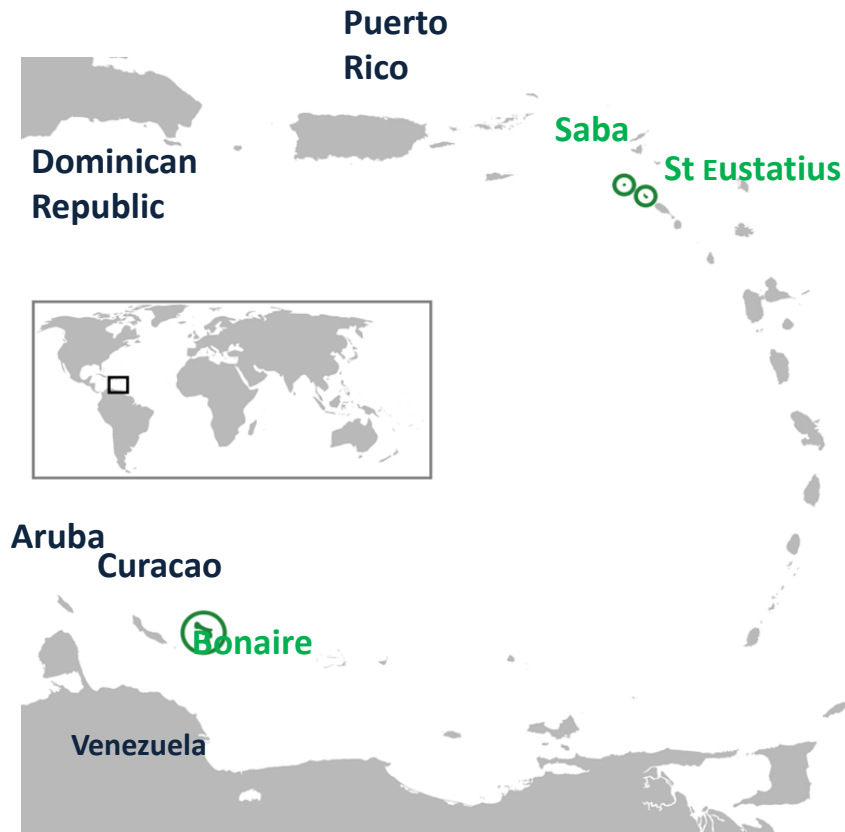 Puerto
Rico
Saba
St Eustatius
Dominican
Republic
Aruba
Curacao
Bonaire
Venezuela